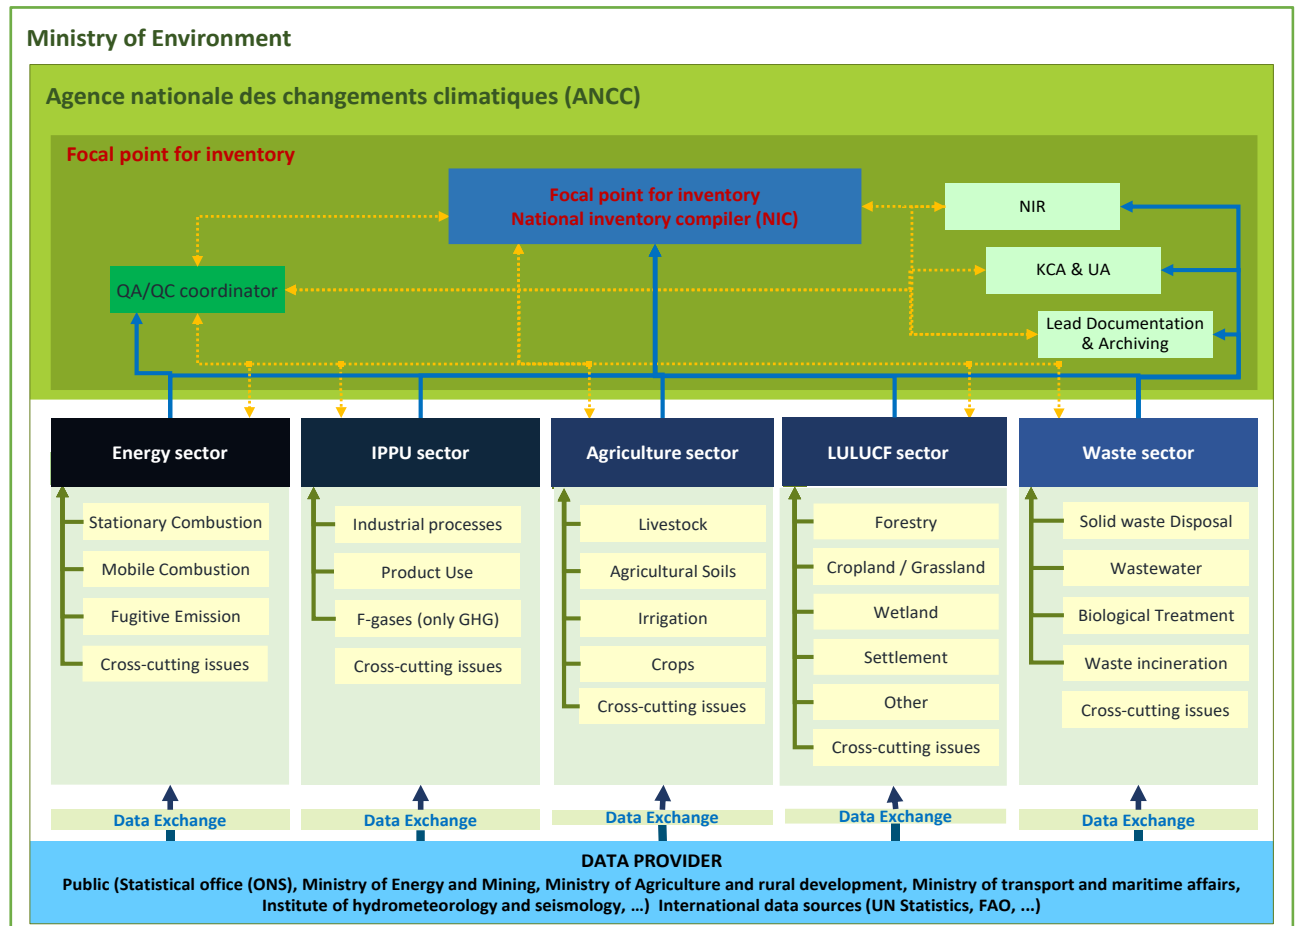 Ministry of Environment
Agence nationale des changements climatiques (ANCC)
Focal point for inventory
Focal point for inventory
National inventory compiler (NIC)
NIR
KCA & UA
QA/QC coordinator
Lead Documentation
& Archiving
Energy sector
Stationary Combustion
Mobile Combustion
Fugitive Emission
Cross-cutting issues
IPPU sector
Industrial processes
Product Use
F-gases (only GHG)
Cross-cutting issues
Agriculture sector
Livestock
Agricultural Soils
Irrigation
Crops
Cross-cutting issues
LULUCF sector
Forestry
Cropland / Grassland
Wetland
Settlement
Other
Cross-cutting issues
Waste sector
Solid waste Disposal
Wastewater
Biological Treatment
Waste incineration
Cross-cutting issues
Data Exchange
Data Exchange
Data Exchange
Data Exchange
Data Exchange
DATA PROVIDER
Public (Statistical office (ONS), Ministry of Energy and Mining, Ministry of Agriculture and rural development, Ministry of transport and maritime affairs,
Institute of hydrometeorology and seismology, …)  International data sources (UN Statistics, FAO, ...)